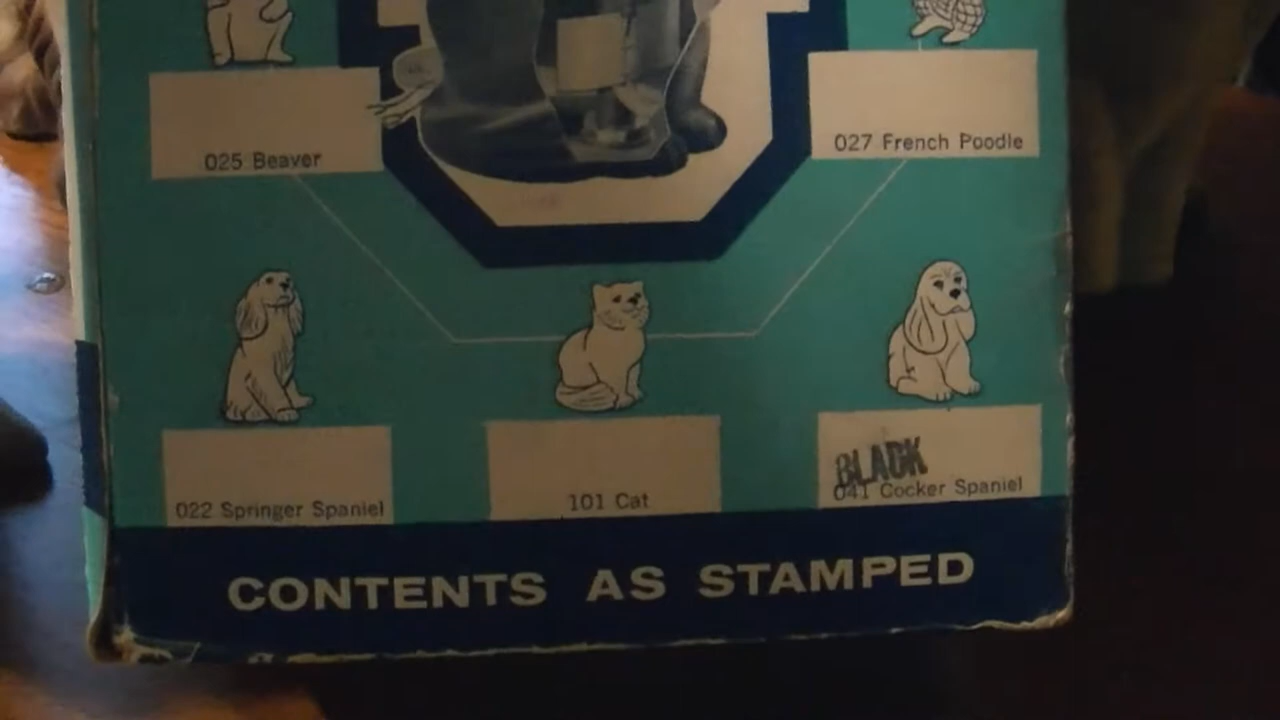 025 Beaver
027 French Poodle
022 Springer Spaniel
101 Cat
BLACK
041 Cocker Spaniel
CONTENTS AS STAMPED